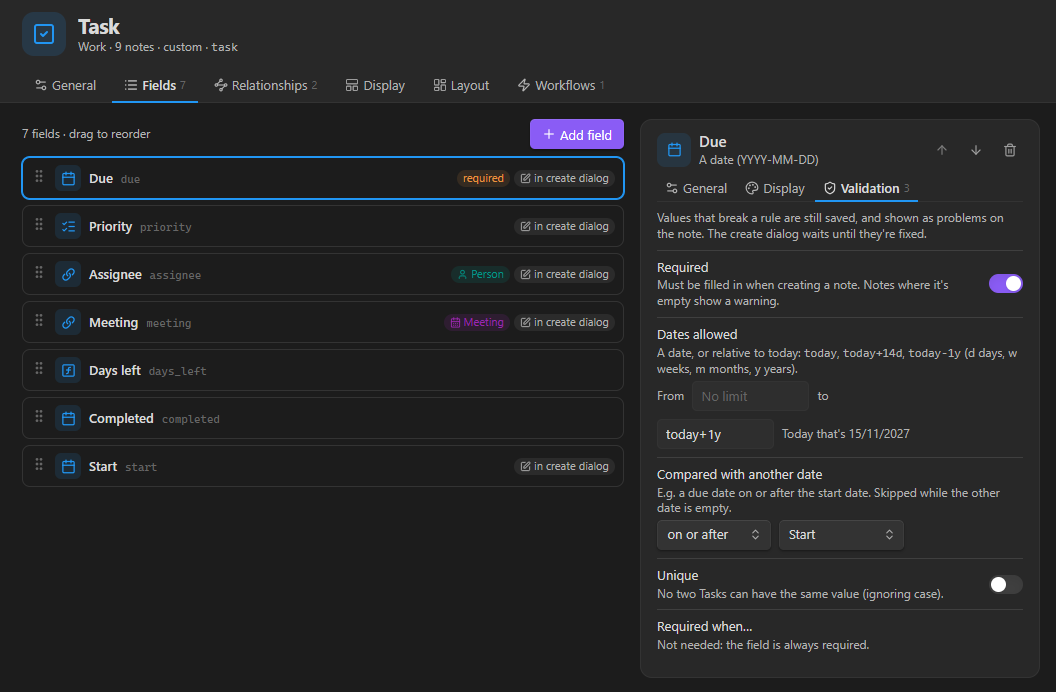 Task
Work · 9 notes · custom · task
General
Fields 7
Relationships 2
Display
Layout
Workflows 1
7 fields · drag to reorder
+ Add field
Due due required in create dialog
Priority priority in create dialog
Assignee assignee Person in create dialog
Meeting meeting Meeting in create dialog
Days left days_left
Completed completed
Start start in create dialog
Due
A date (YYYY-MM-DD)
General
Display
Validation 3
Values that break a rule are still saved, and shown as problems on
the note. The create dialog waits until they're fixed.
Required
Must be filled in when creating a note. Notes where it's
empty show a warning.
Dates allowed
A date, or relative to today: today, today+14d, today-1y (d days, w
weeks, m months, y years).
From No limit to
today+1y Today that's 15/11/2027
Compared with another date
E.g. a due date on or after the start date. Skipped while the other
date is empty.
on or after Start
Unique
No two Tasks can have the same value (ignoring case).
Required when...
Not needed: the field is always required.